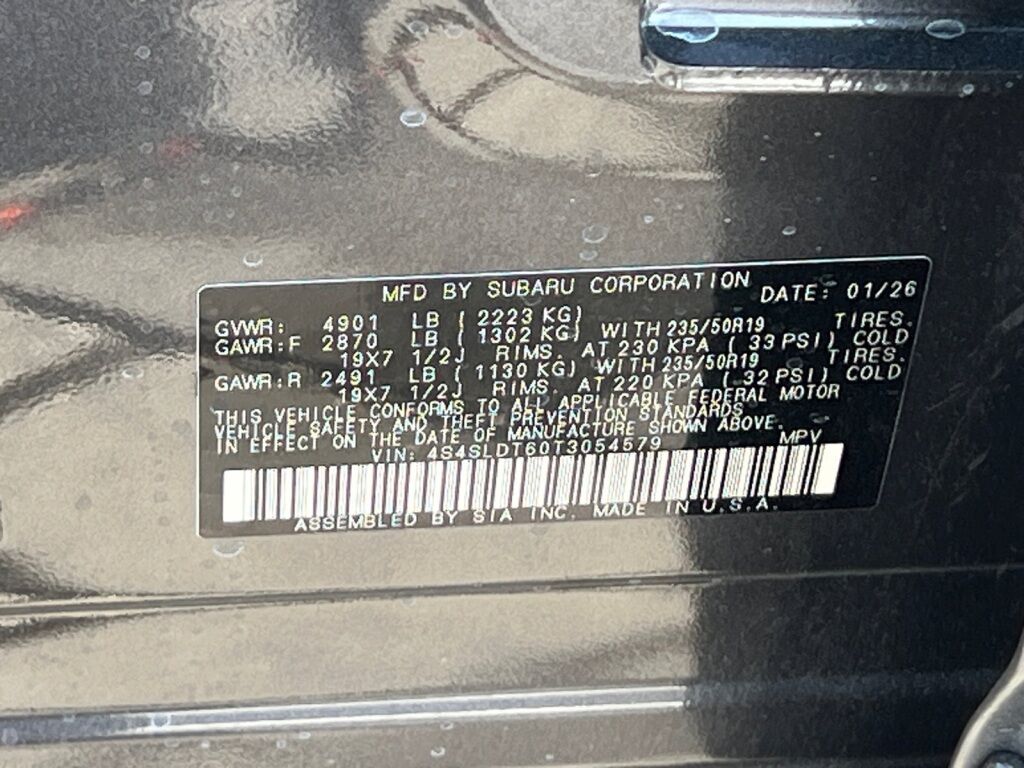 MFD BY SUBARU CORPORATION DATE: 01/26
GVWR: 4901 LB ( 2223 KG)
GAWR:F 2870 LB ( 1302 KG) WITH 235/50R19 TIRES.
19X7 1/2J RIMS. AT 230 KPA ( 33 PSI) COLD
GAWR:R 2491 LB ( 1130 KG) WITH 235/50R19 TIRES.
19X7 1/2J RIMS. AT 220 KPA ( 32 PSI) COLD
THIS VEHICLE CONFORMS TO ALL APPLICABLE FEDERAL MOTOR
VEHICLE SAFETY AND THEFT PREVENTION STANDARDS
IN EFFECT ON THE DATE OF MANUFACTURE SHOWN ABOVE.
VIN: 4S4SLDT60T3054579 MPV
ASSEMBLED BY SIA INC. MADE IN U.S.A.